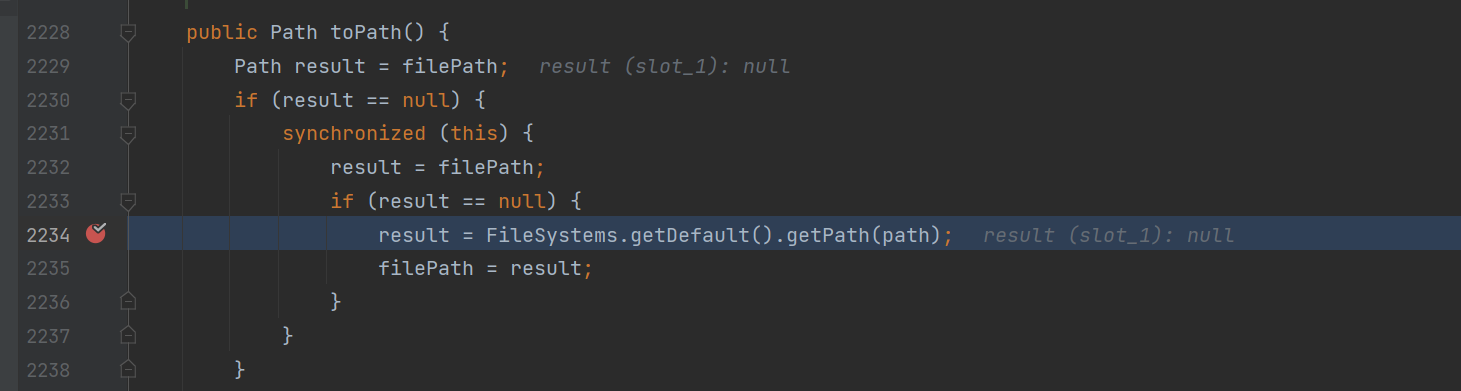 2228 public Path toPath() {
2229 Path result = filePath; result (slot_1): null
2230 if (result == null) {
2231 synchronized (this) {
2232 result = filePath;
2233 if (result == null) {
2234 result = FileSystems.getDefault().getPath(path); result (slot_1): null
2235 filePath = result;
2236 }
2237 }
2238 }